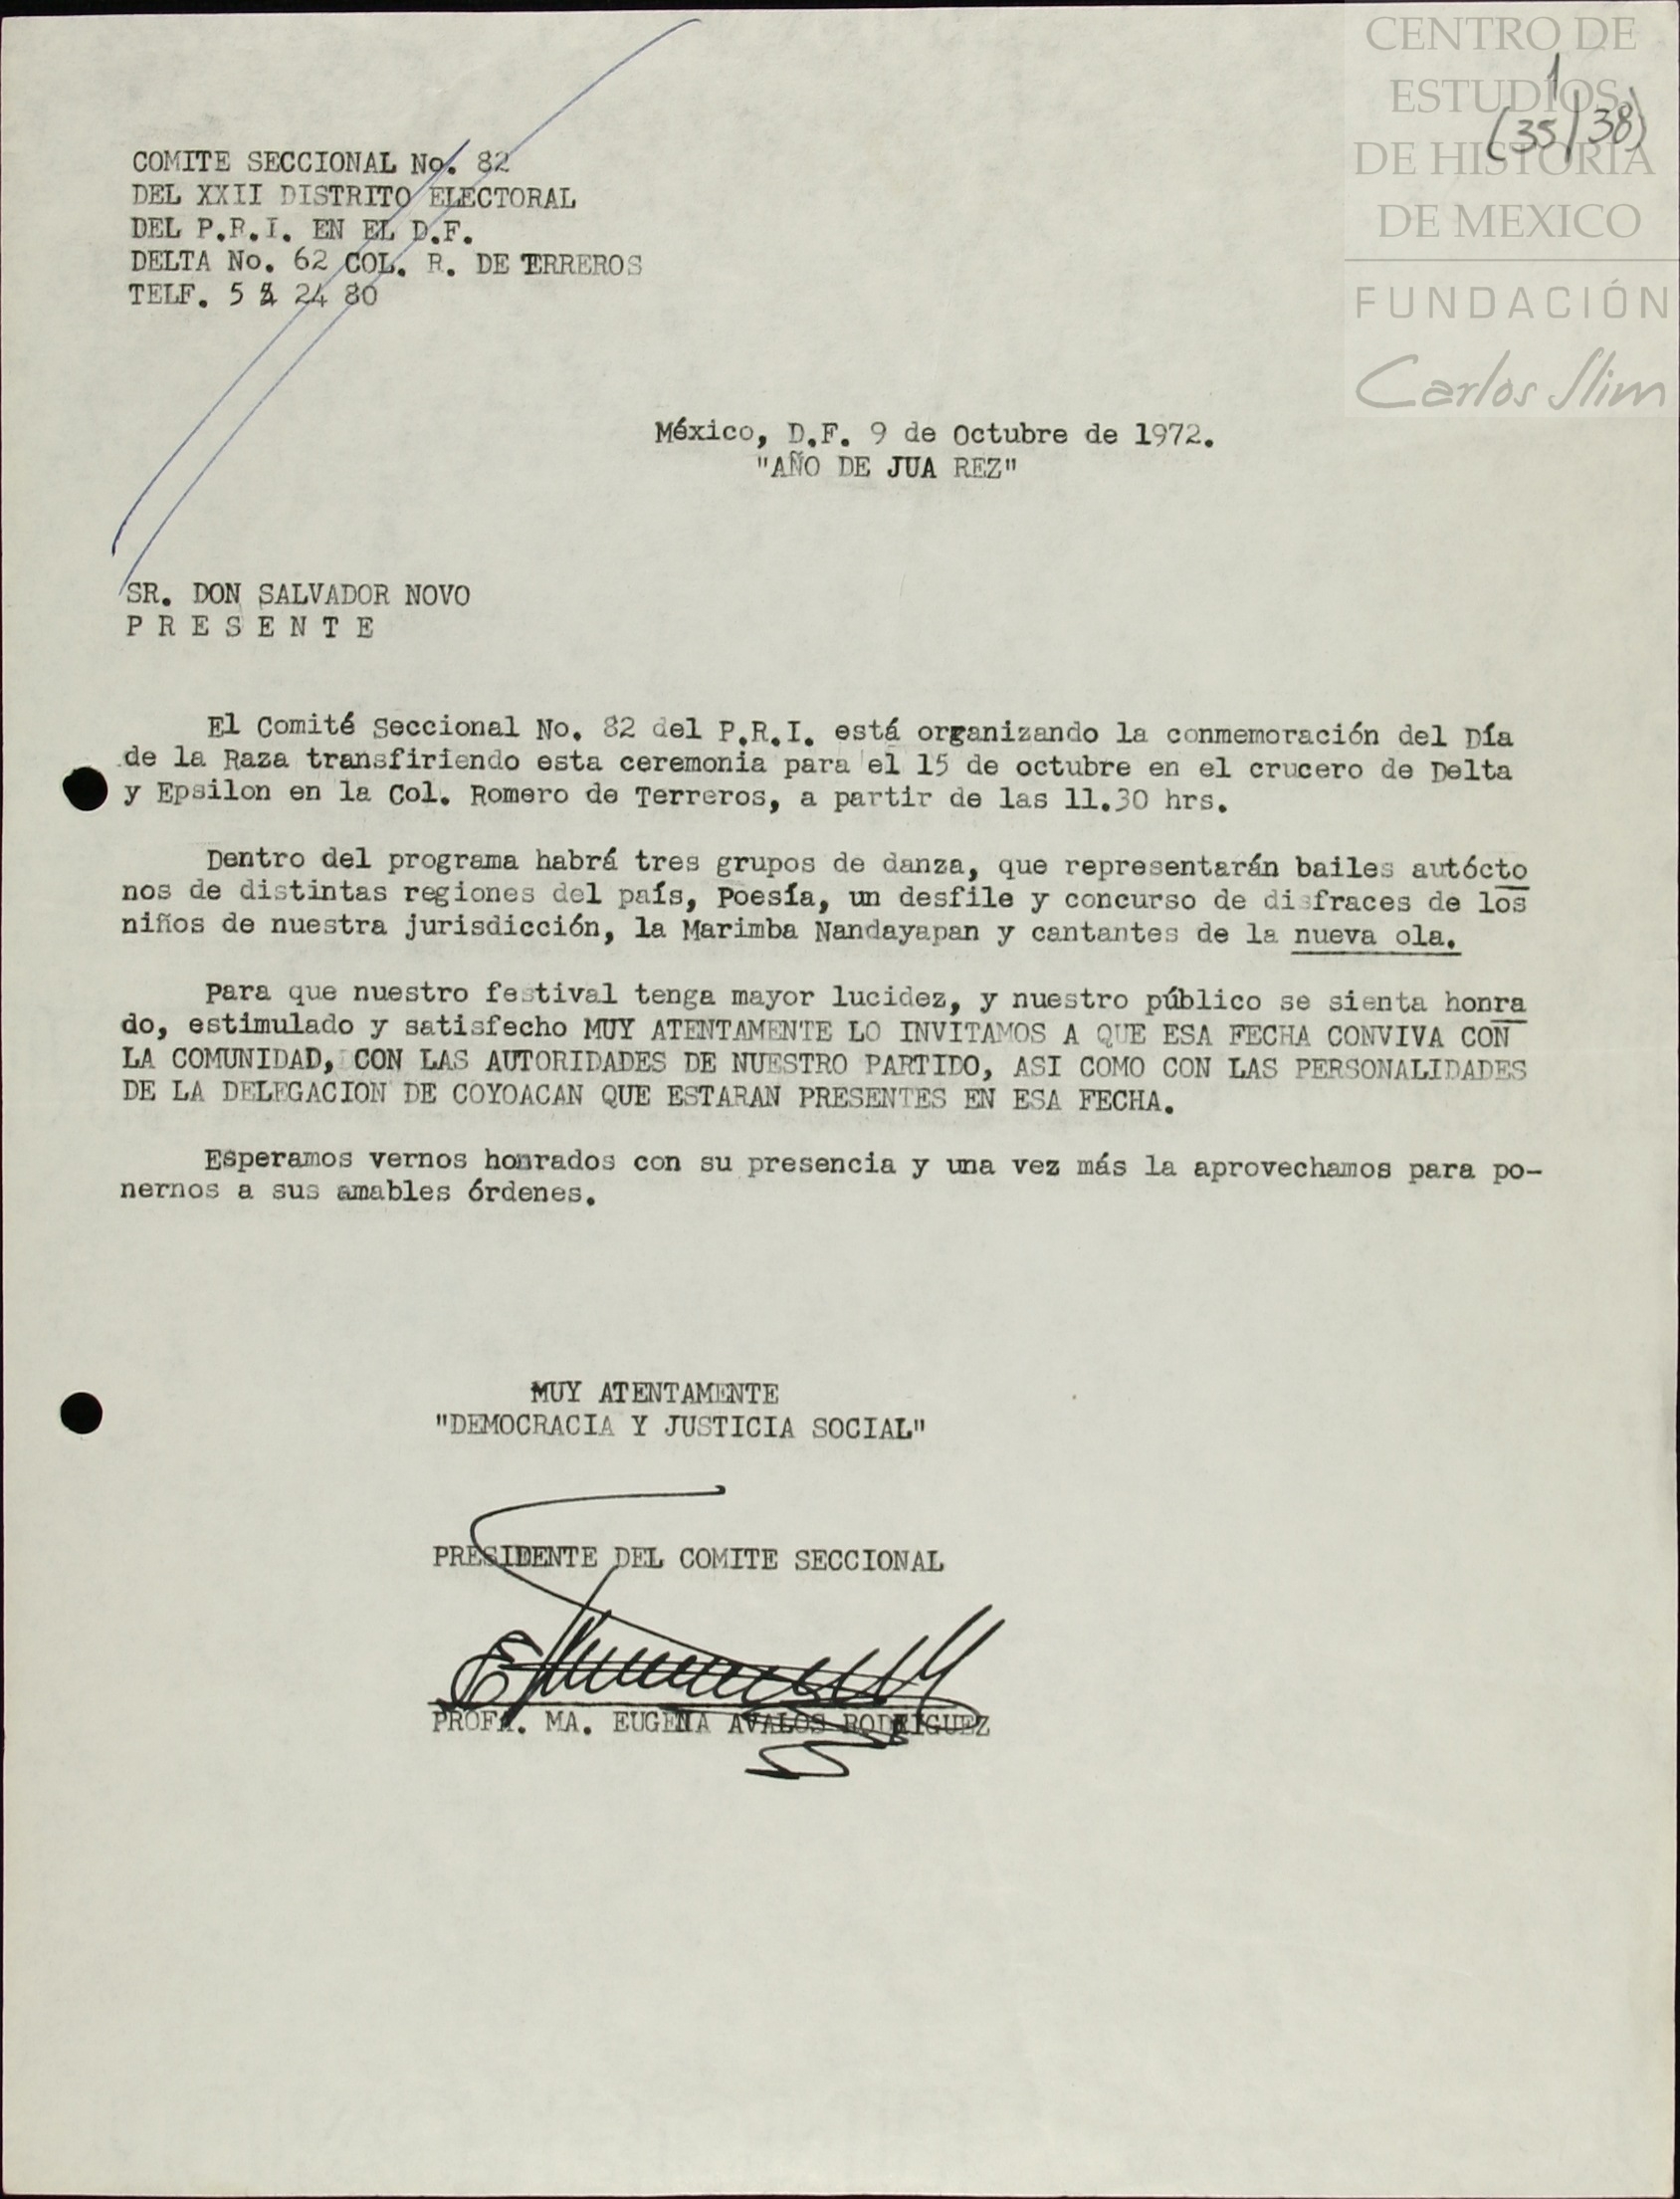 CENTRO DE
ESTUDIOS
DE HISTORIA
DE MEXICO
FUNDACIÓN
Carlos Slim
1
(35/38)
COMITE SECCIONAL No. 82
DEL XXII DISTRITO ELECTORAL
DEL P.R.I. EN EL D.F.
DELTA No. 62 COL. R. DE TERREROS
TELF. 5 24 80
México, D.F. 9 de Octubre de 1972.
"AÑO DE JUA REZ"
SR. DON SALVADOR NOVO
P R E S E N T E
El Comité Seccional No. 82 del P.R.I. está organizando la conmemoración del Día
de la Raza transfiriendo esta ceremonia para el 15 de octubre en el crucero de Delta
y Epsilon en la Col. Romero de Terreros, a partir de las 11.30 hrs.
Dentro del programa habrá tres grupos de danza, que representarán bailes autócto
nos de distintas regiones del país, Poesía, un desfile y concurso de disfraces de los
niños de nuestra jurisdicción, la Marimba Nandayapan y cantantes de la nueva ola.
Para que nuestro festival tenga mayor lucidez, y nuestro público se sienta honra
do, estimulado y satisfecho MUY ATENTAMENTE LO INVITAMOS A QUE ESA FECHA CONVIVA CON
LA COMUNIDAD, CON LAS AUTORIDADES DE NUESTRO PARTIDO, ASI COMO CON LAS PERSONALIDADES
DE LA DELEGACION DE COYOACAN QUE ESTARAN PRESENTES EN ESA FECHA.
Esperamos vernos honrados con su presencia y una vez más la aprovechamos para po-
nernos a sus amables órdenes.
MUY ATENTAMENTE
"DEMOCRACIA Y JUSTICIA SOCIAL"
PRESIDENTE DEL COMITE SECCIONAL
PROFA. MA. EUGENIA AVALOS RODRIGUEZ